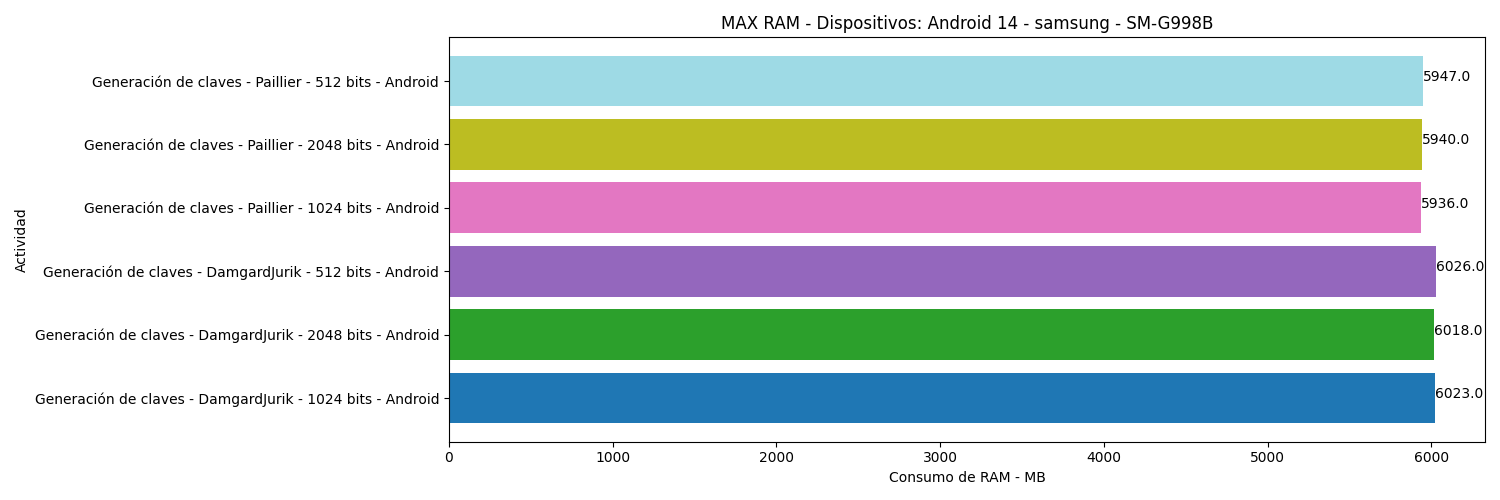 MAX RAM - Dispositivos: Android 14 - samsung - SM-G998B
Actividad
Generación de claves - Paillier - 512 bits - Android
5947.0
Generación de claves - Paillier - 2048 bits - Android
5940.0
Generación de claves - Paillier - 1024 bits - Android
5936.0
Generación de claves - DamgardJurik - 512 bits - Android
6026.0
Generación de claves - DamgardJurik - 2048 bits - Android
6018.0
Generación de claves - DamgardJurik - 1024 bits - Android
6023.0
0 1000 2000 3000 4000 5000 6000
Consumo de RAM - MB